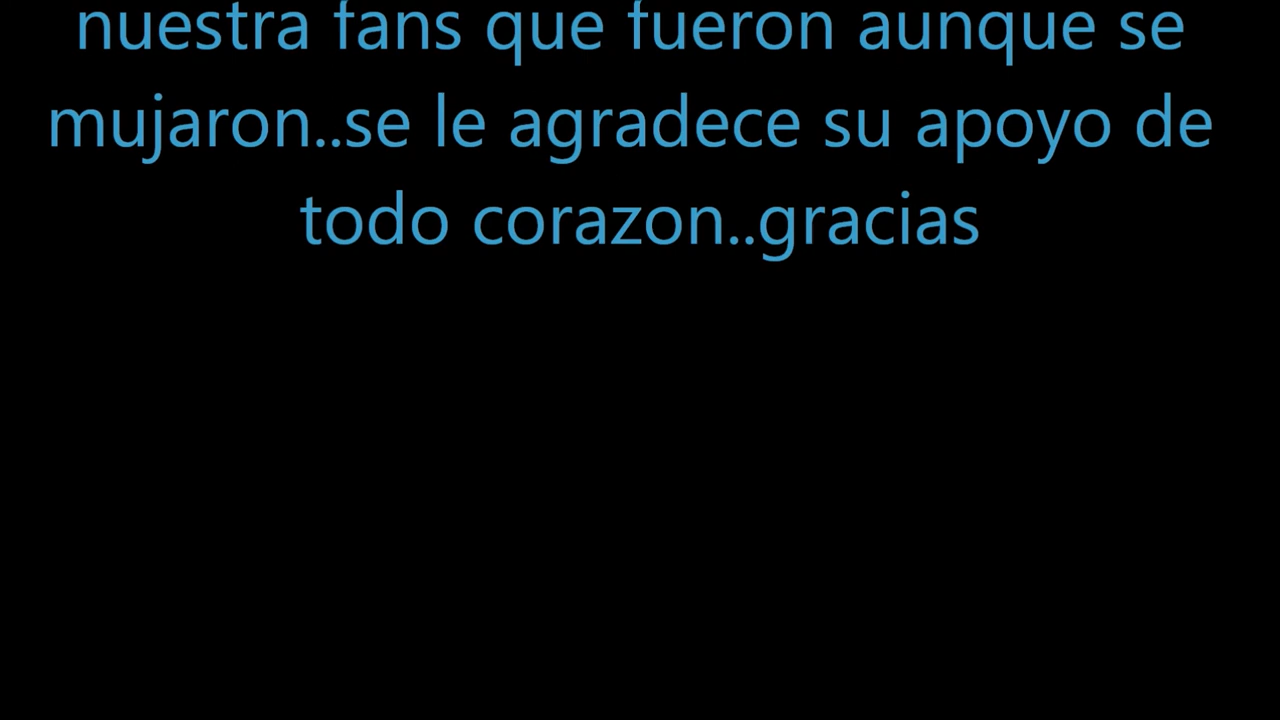 nuestra fans que fueron aunque se
mujaron..se le agradece su apoyo de
todo corazon..gracias